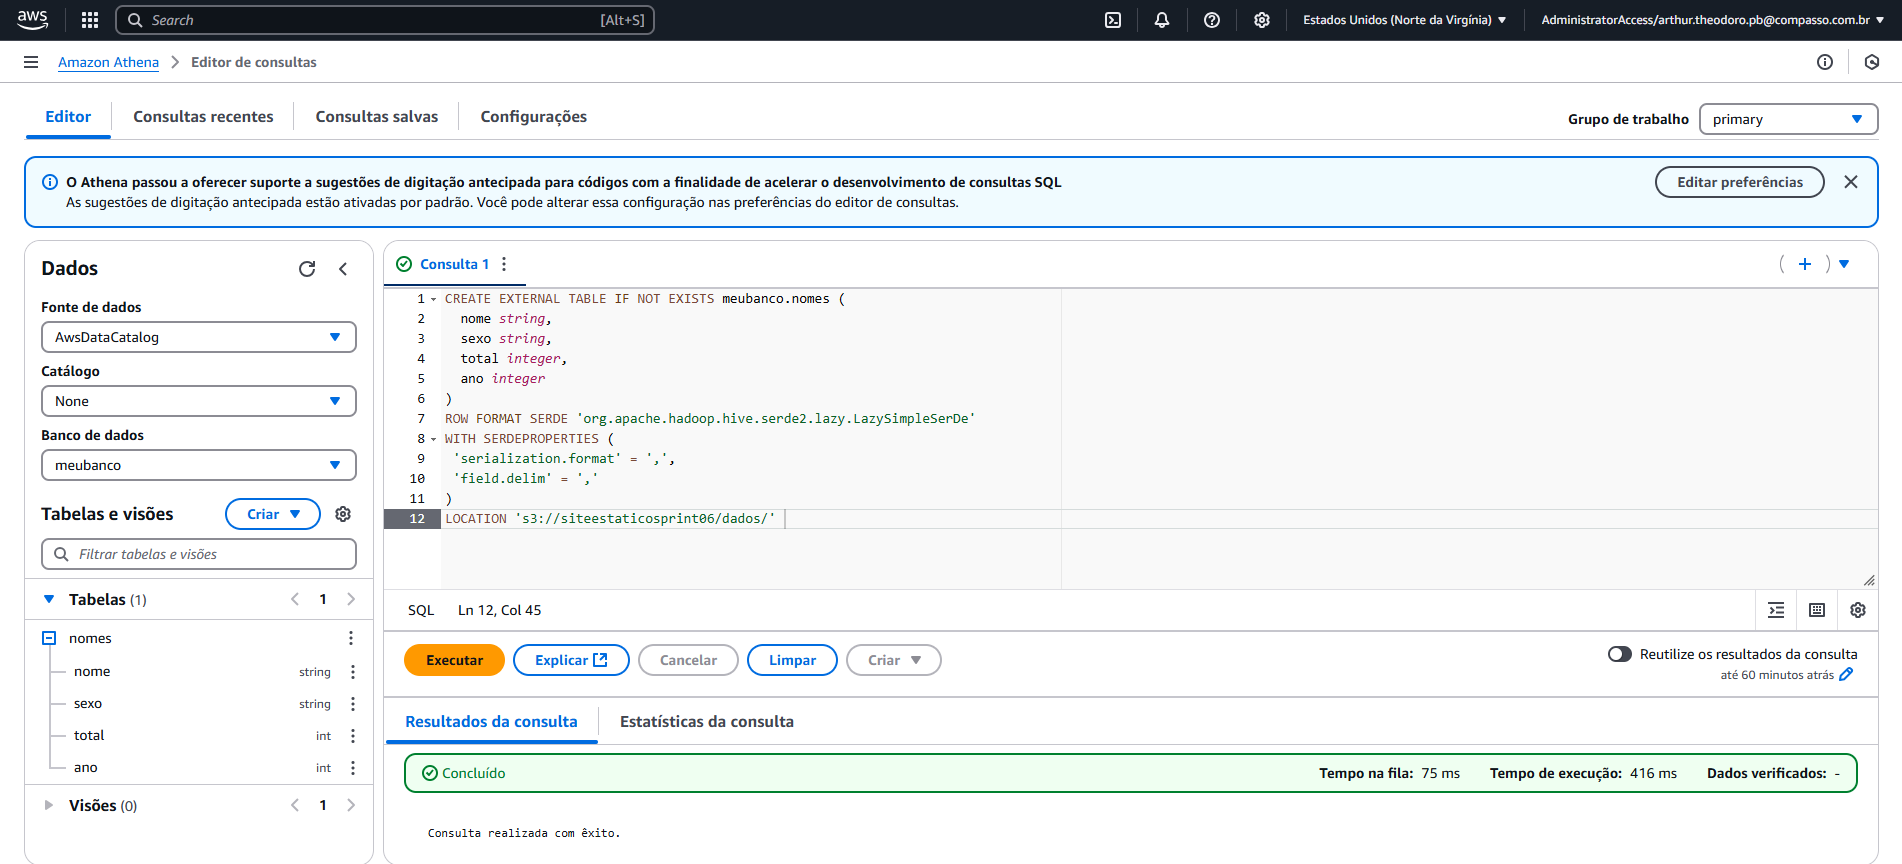 aws
Search [Alt+S]
Estados Unidos (Norte da Virgínia)
AdministratorAccess/arthur.theodoro.pb@compasso.com.br
Amazon Athena > Editor de consultas
Editor
Consultas recentes
Consultas salvas
Configurações
Grupo de trabalho
primary
O Athena passou a oferecer suporte a sugestões de digitação antecipada para códigos com a finalidade de acelerar o desenvolvimento de consultas SQL
As sugestões de digitação antecipada estão ativadas por padrão. Você pode alterar essa configuração nas preferências do editor de consultas.
Editar preferências
Dados
Fonte de dados
AwsDataCatalog
Catálogo
None
Banco de dados
meubanco
Tabelas e visões
Criar
Filtrar tabelas e visões
Tabelas (1)
< 1 >
nomes
nome string
sexo string
total int
ano int
Visões (0)
< 1 >
Consulta 1
( + )
1 CREATE EXTERNAL TABLE IF NOT EXISTS meubanco.nomes (
2 nome string,
3 sexo string,
4 total integer,
5 ano integer
6 )
7 ROW FORMAT SERDE 'org.apache.hadoop.hive.serde2.lazy.LazySimpleSerDe'
8 WITH SERDEPROPERTIES (
9 'serialization.format' = ',',
10 'field.delim' = ','
11 )
12 LOCATION 's3://siteestaticosprint06/dados/'
SQL Ln 12, Col 45
Executar
Explicar
Cancelar
Limpar
Criar
Reutilize os resultados da consulta
até 60 minutos atrás
Resultados da consulta
Estatísticas da consulta
Concluído
Tempo na fila: 75 ms
Tempo de execução: 416 ms
Dados verificados: -
Consulta realizada com êxito.